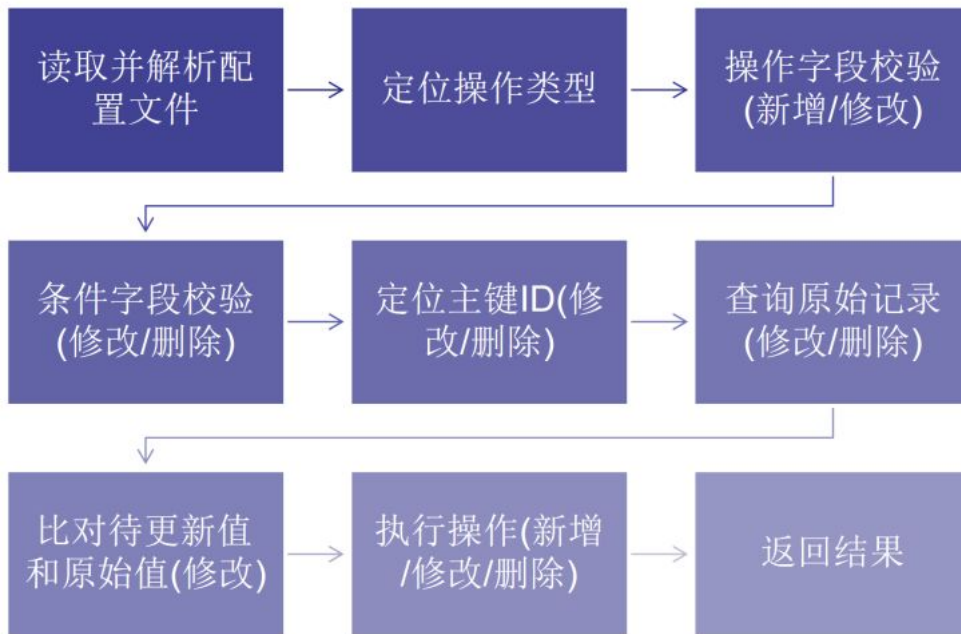 读取并解析配
置文件
定位操作类型
操作字段校验
(新增/修改)
条件字段校验
(修改/删除)
定位主键ID(修
改/删除)
查询原始记录
(修改/删除)
比对待更新值
和原始值(修改)
执行操作(新增
/修改/删除)
返回结果